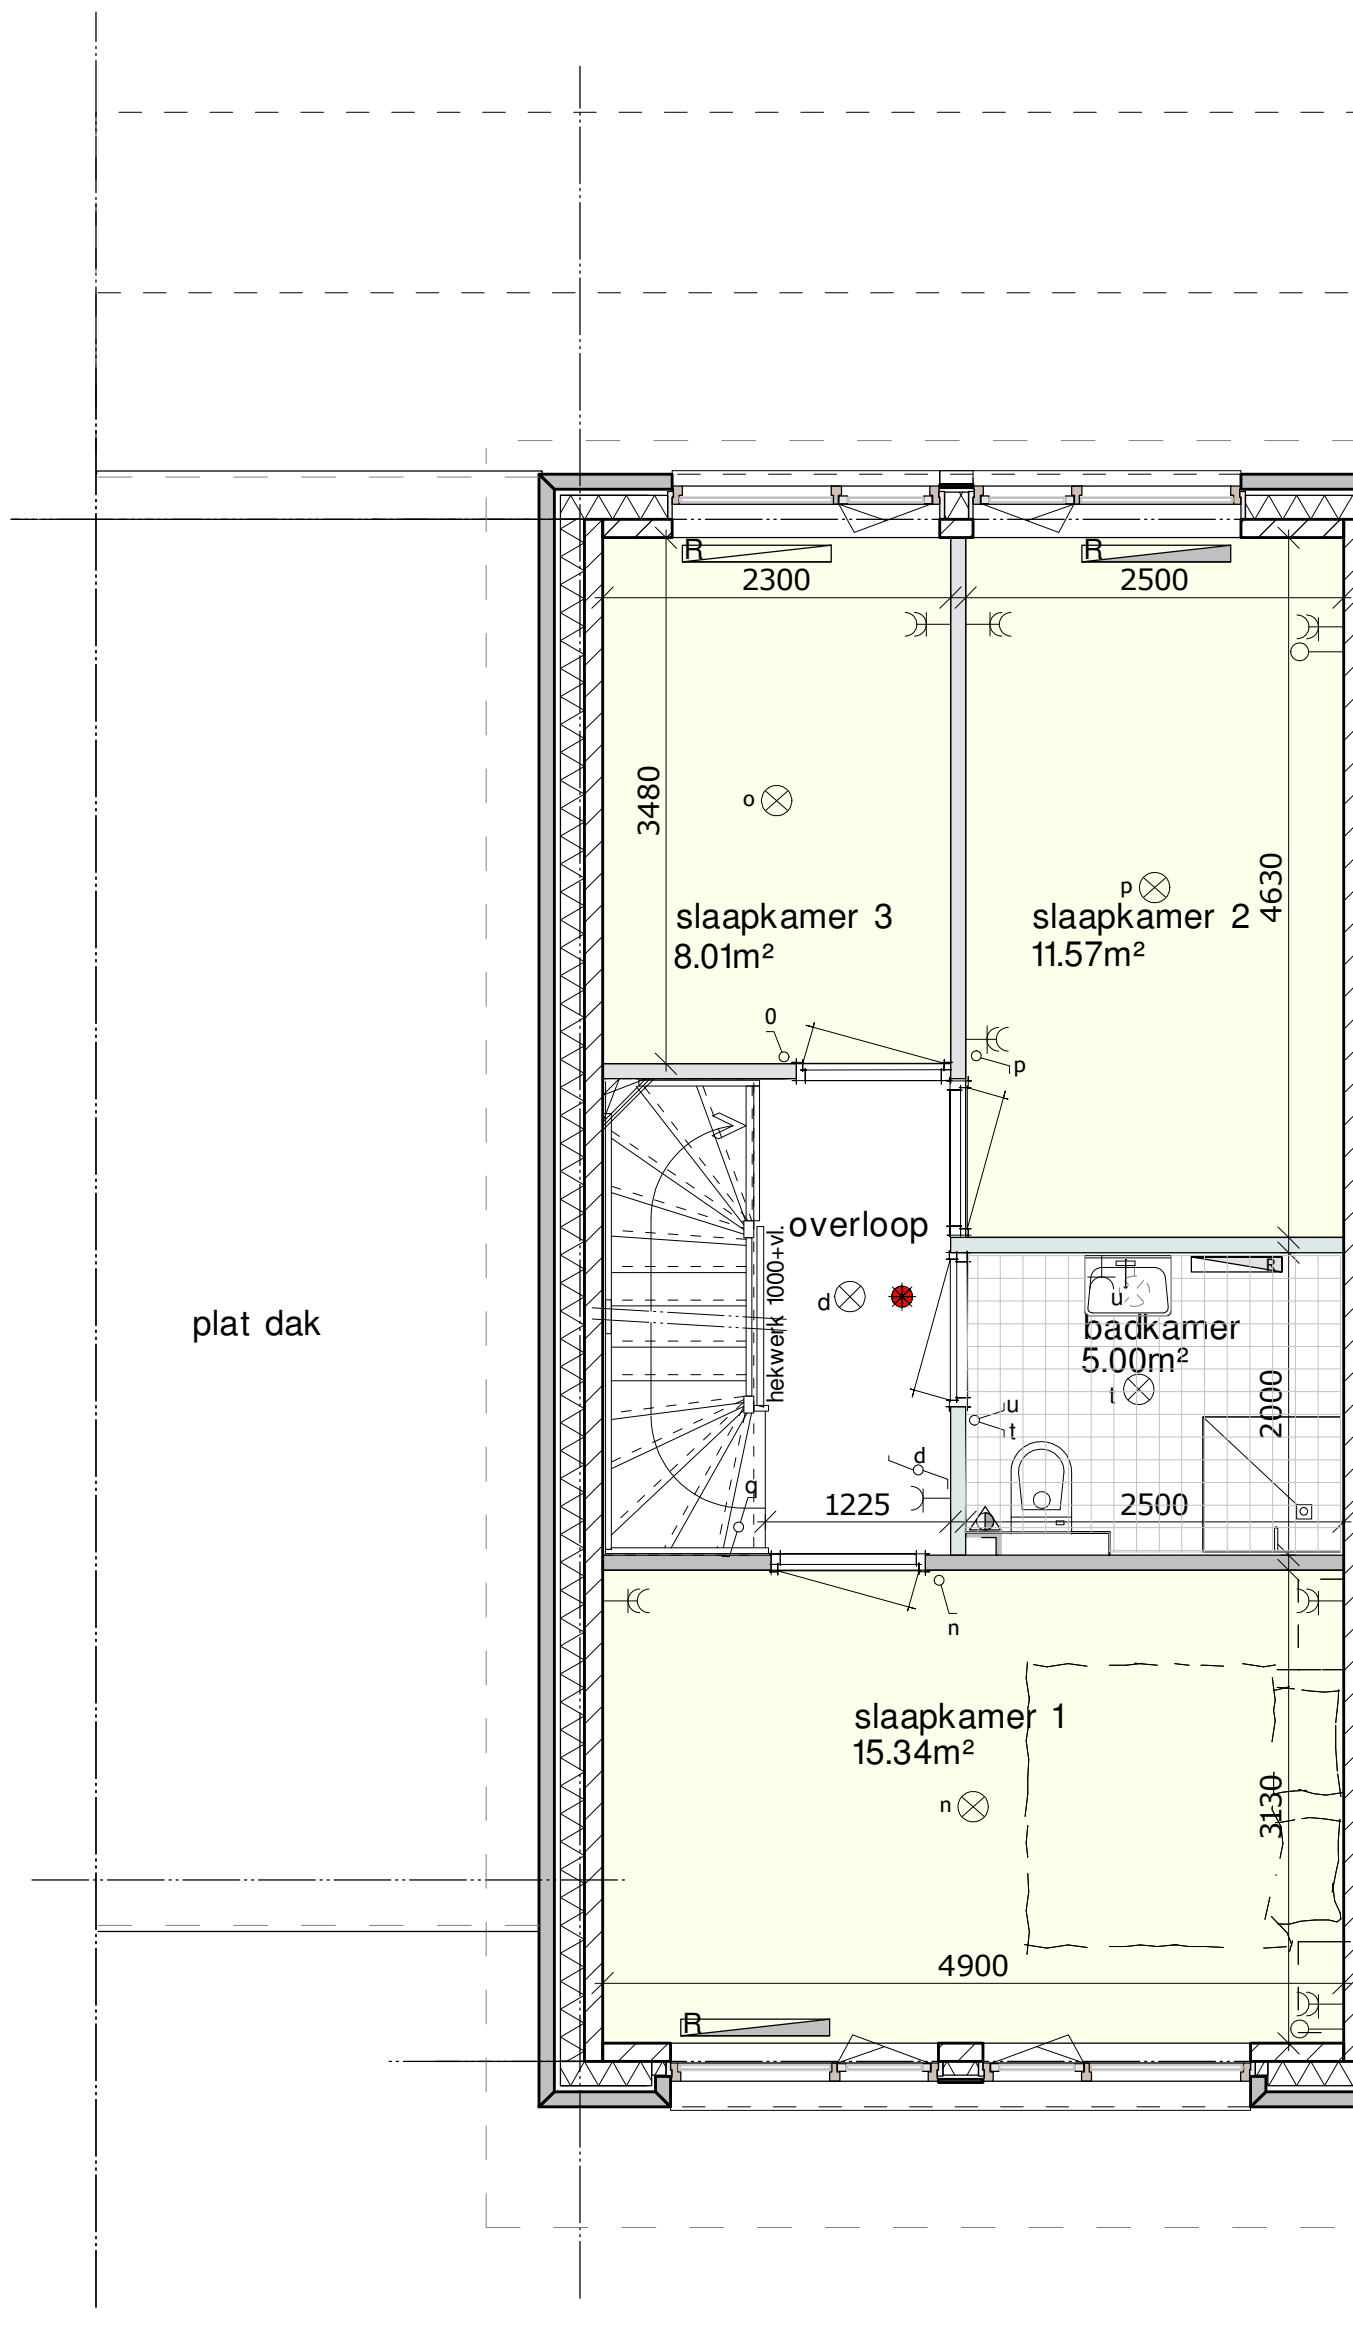 R
R
2300
2500
3480
o
4630
p
slaapkamer 3
8.01m²
slaapkamer 2
11.57m²
0
p
overloop
hekwerk 1000+vl.
d
plat dak
R
u
badkamer
5.00m²
t
2000
u
t
d
q
1225
2500
n
slaapkamer 1
15.34m²
n
3130
4900
R